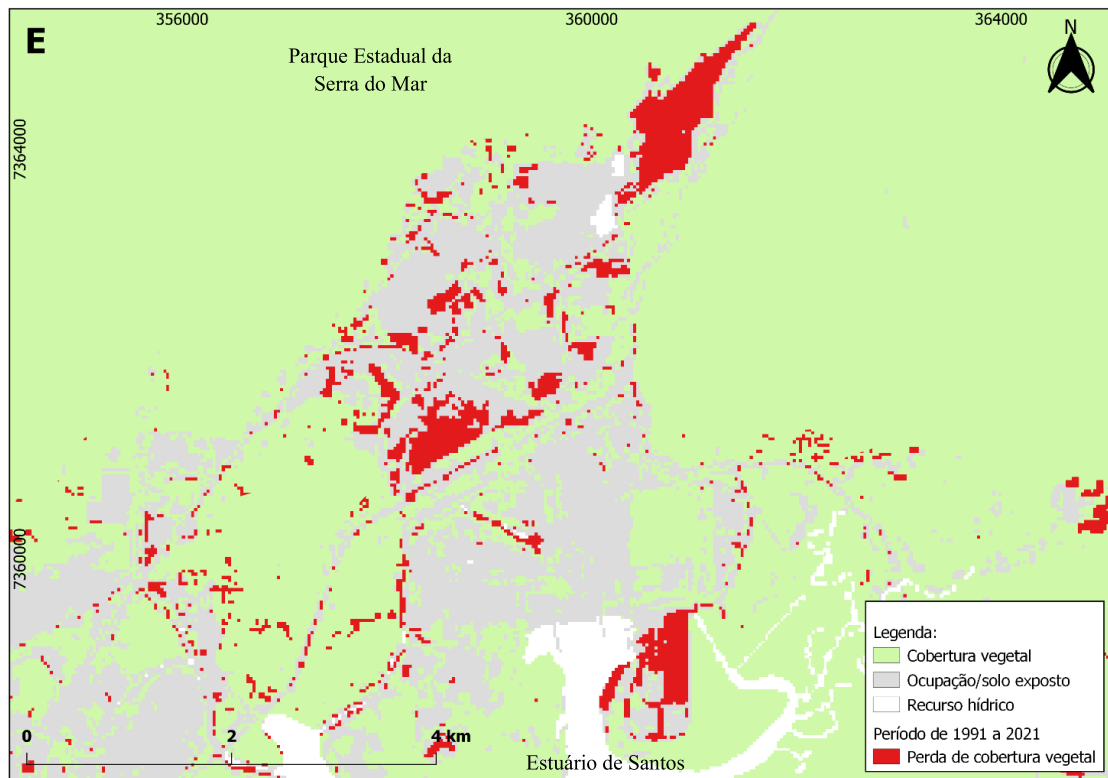 356000
360000
364000
E
Parque Estadual da
Serra do Mar
N
7364000
7360000
0
2
4 km
Estuário de Santos
Legenda:
Cobertura vegetal
Ocupação/solo exposto
Recurso hídrico
Período de 1991 a 2021
Perda de cobertura vegetal